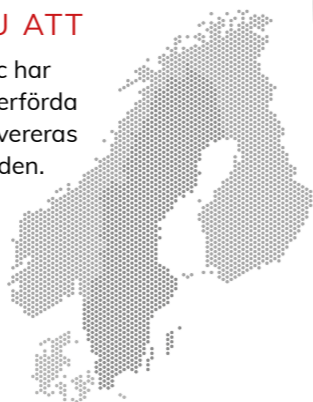 U ATT
c har
erförda
vereras
den.